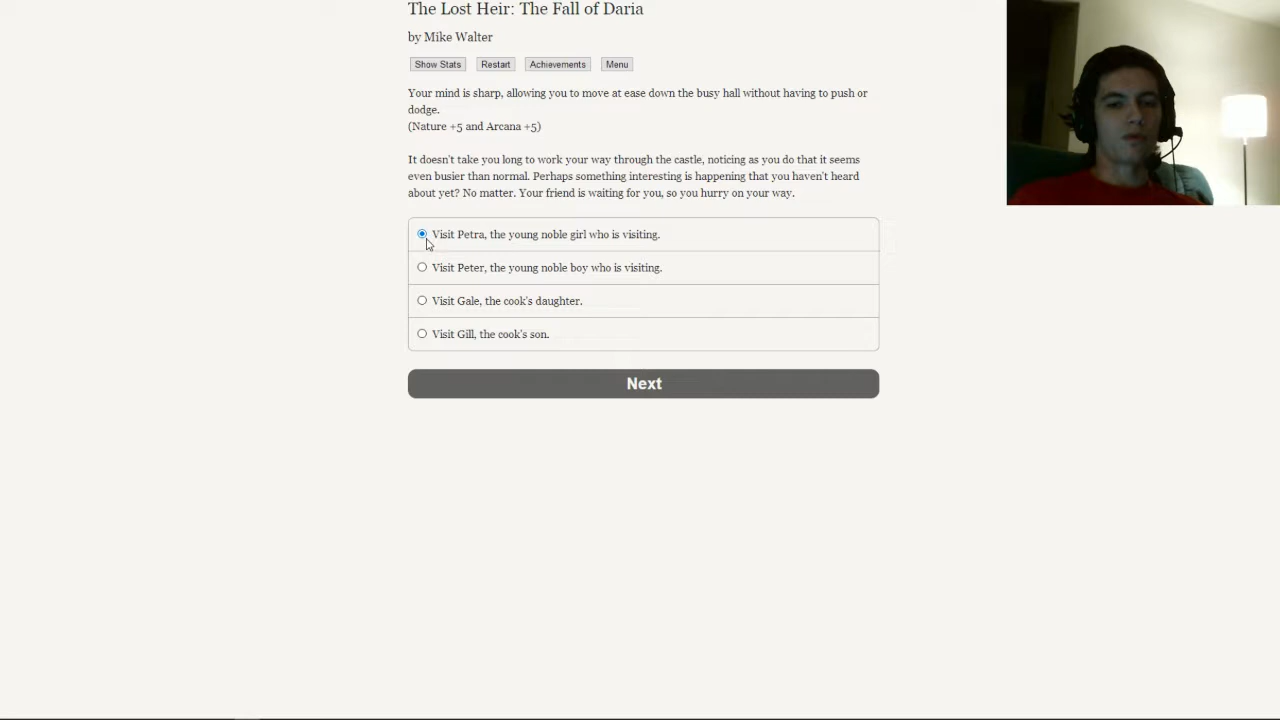 The Lost Heir: The Fall of Daria
by Mike Walter
Show Stats Restart Achievements Menu
Your mind is sharp, allowing you to move at ease down the busy hall without having to push or
dodge.
(Nature +5 and Arcana +5)
It doesn't take you long to work your way through the castle, noticing as you do that it seems
even busier than normal. Perhaps something interesting is happening that you haven't heard
about yet? No matter. Your friend is waiting for you, so you hurry on your way.
Visit Petra, the young noble girl who is visiting.
Visit Peter, the young noble boy who is visiting.
Visit Gale, the cook's daughter.
Visit Gill, the cook's son.
Next